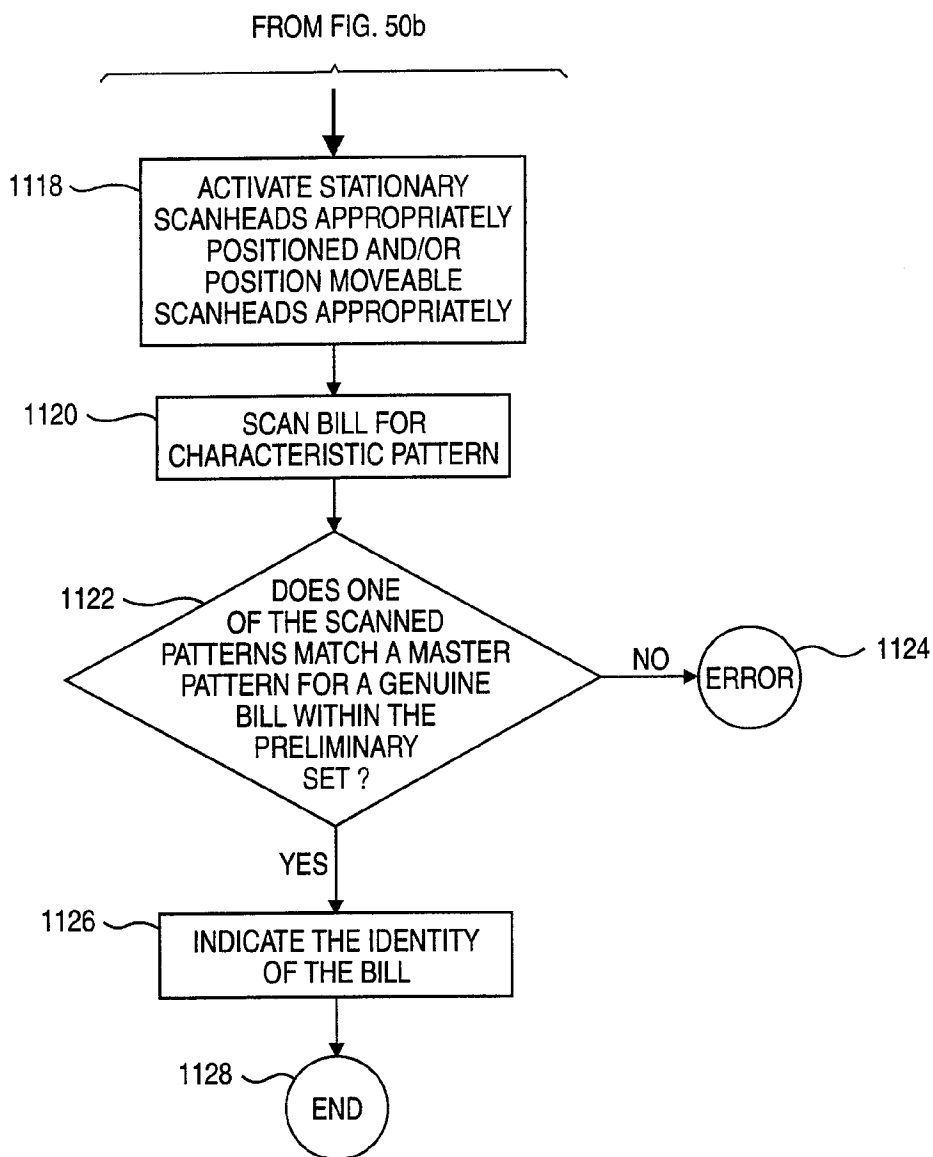 FROM FIG. 50b
1118
ACTIVATE STATIONARY
SCANHEADS APPROPRIATELY
POSITIONED AND/OR
POSITION MOVEABLE
SCANHEADS APPROPRIATELY
1120
SCAN BILL FOR
CHARACTERISTIC PATTERN
1122
DOES ONE
OF THE SCANNED
PATTERNS MATCH A MASTER
PATTERN FOR A GENUINE
BILL WITHIN THE
PRELIMINARY
SET ?
NO
ERROR
1124
YES
1126
INDICATE THE IDENTITY
OF THE BILL
1128
END